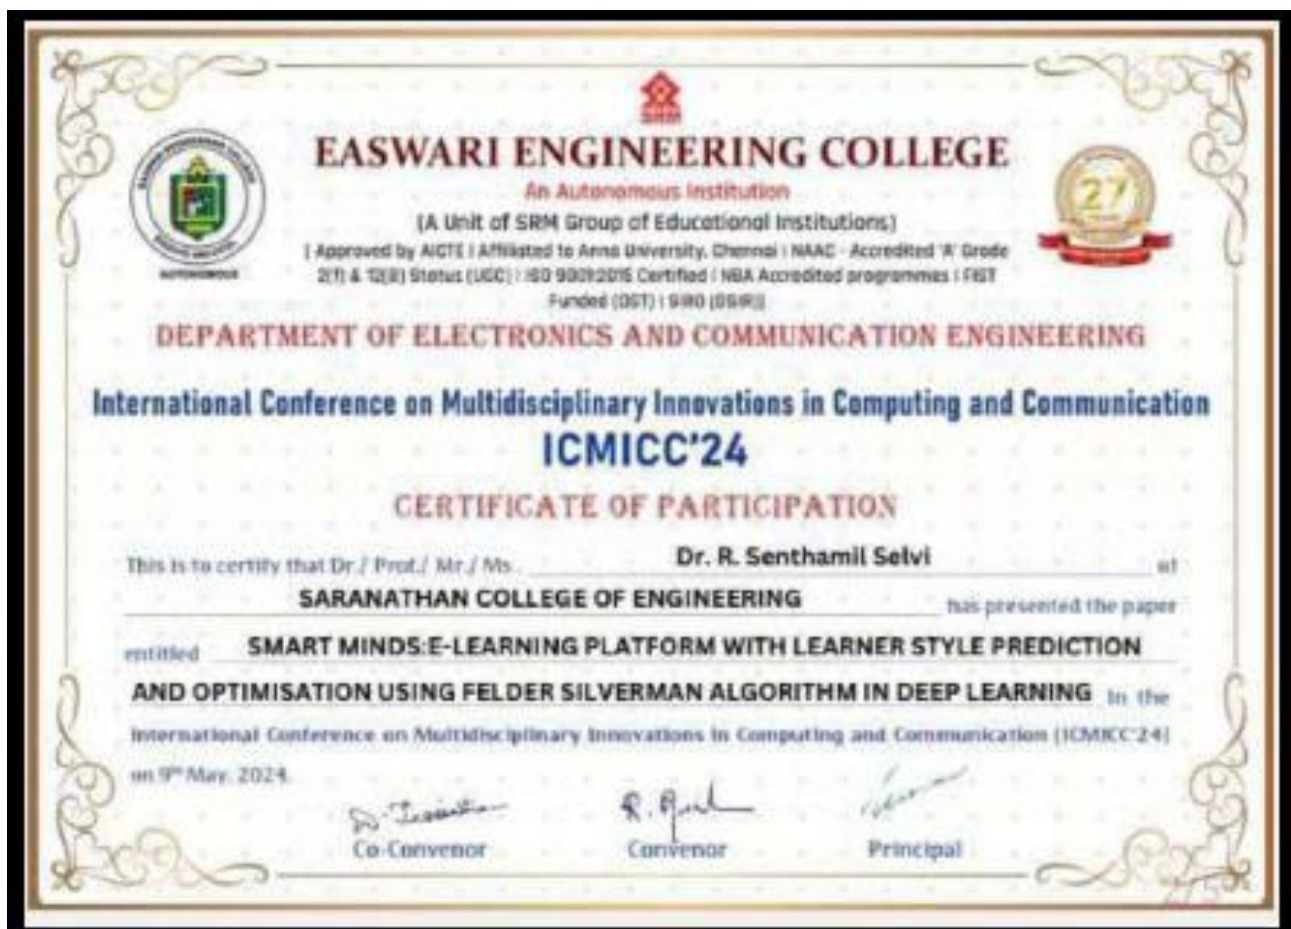 SRM
EASWARI ENGINEERING COLLEGE
An Autonomous Institution
(A Unit of SRM Group of Educational Institutions)
( Approved by AICTE | Affiliated to Anna University, Chennai | NAAC - Accredited 'A' Grade
2(f) & 12(B) Status (UGC) | ISO 9001:2015 Certified | NBA Accredited programmes | FIST
Funded (DST) | SIRO (DSIR))
AUTONOMOUS
27
DEPARTMENT OF ELECTRONICS AND COMMUNICATION ENGINEERING
International Conference on Multidisciplinary Innovations in Computing and Communication
ICMICC'24
CERTIFICATE OF PARTICIPATION
This is to certify that Dr./ Prof./ Mr./ Ms. Dr. R. Senthamil Selvi of
SARANATHAN COLLEGE OF ENGINEERING has presented the paper
entitled SMART MINDS:E-LEARNING PLATFORM WITH LEARNER STYLE PREDICTION
AND OPTIMISATION USING FELDER SILVERMAN ALGORITHM IN DEEP LEARNING In the
International Conference on Multidisciplinary Innovations in Computing and Communication (ICMICC'24)
on 9th May, 2024.
Co-Convenor Convenor Principal